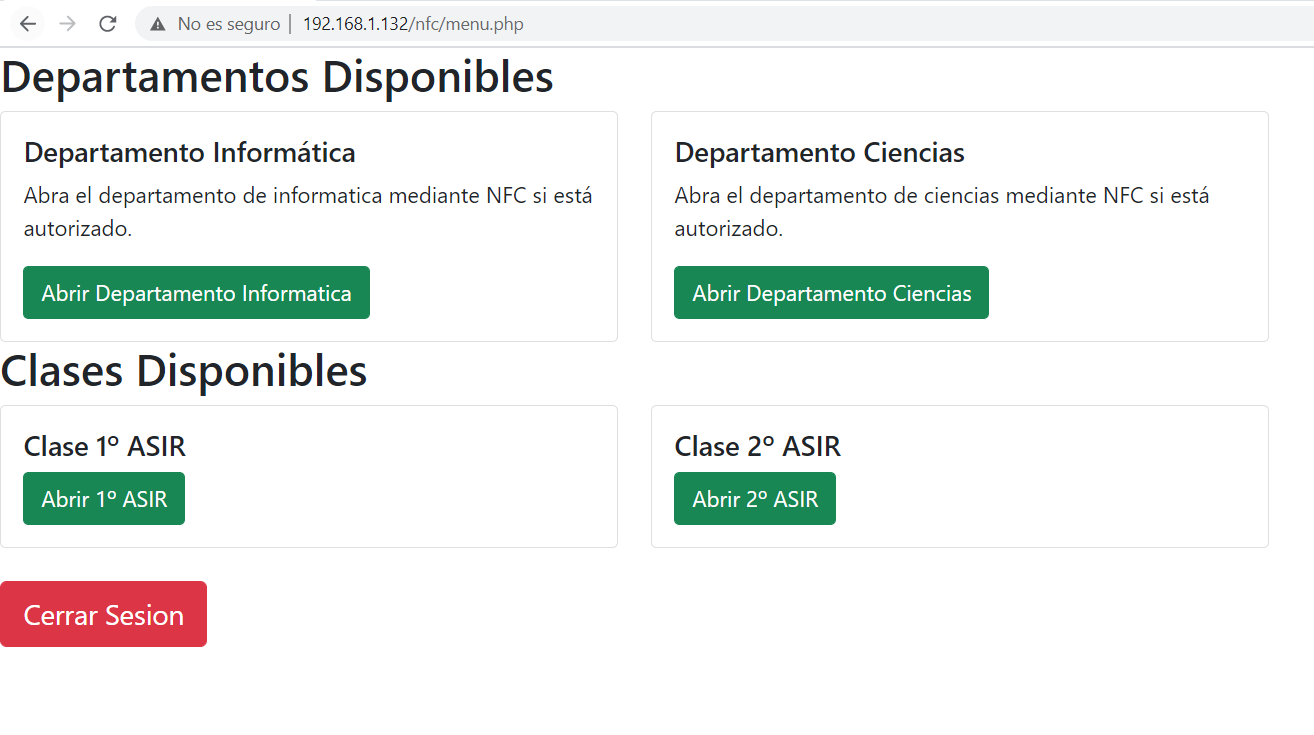 No es seguro | 192.168.1.132/nfc/menu.php
Departamentos Disponibles
Departamento Informática
Abra el departamento de informatica mediante NFC si está
autorizado.
Abrir Departamento Informatica
Departamento Ciencias
Abra el departamento de ciencias mediante NFC si está
autorizado.
Abrir Departamento Ciencias
Clases Disponibles
Clase 1º ASIR
Abrir 1º ASIR
Clase 2º ASIR
Abrir 2º ASIR
Cerrar Sesion